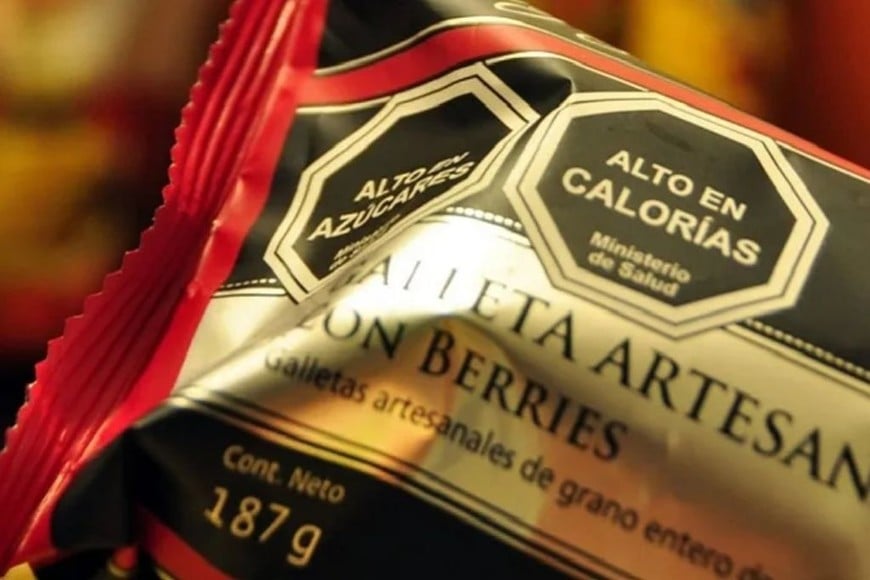 ALTO EN
AZÚCARES
ALTO EN
CALORÍAS
Ministerio
de Salud
GALLETA ARTESAN
CON BERRIES
Galletas artesanales de grano entero
Cont. Neto
187g